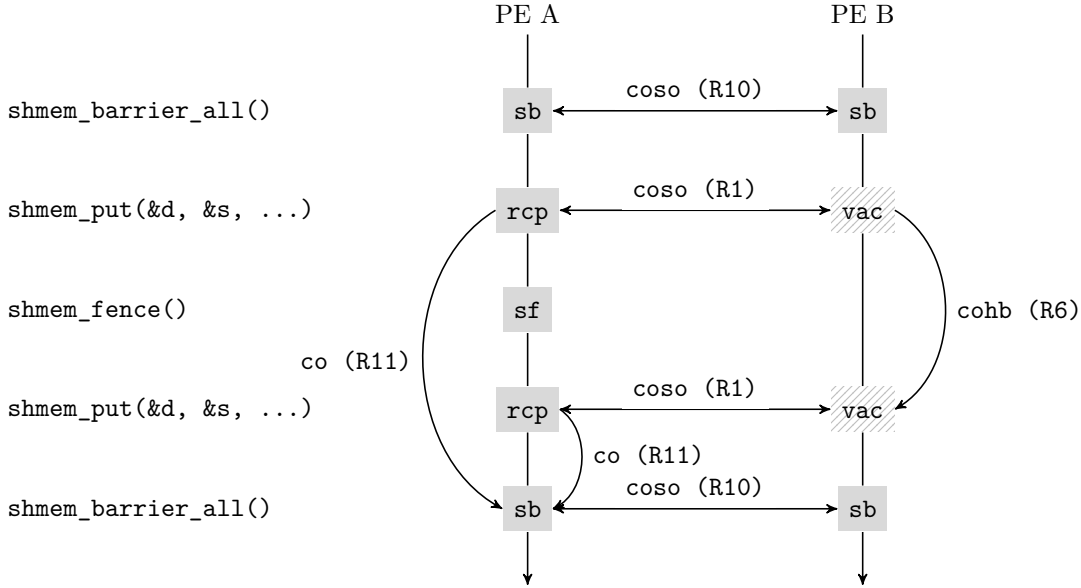 PE A PE B
shmem_barrier_all() sb coso (R10) sb
shmem_put(&d, &s, ...) rcp coso (R1) vac
shmem_fence() sf cohb (R6)
co (R11)
shmem_put(&d, &s, ...) rcp coso (R1) vac
co (R11)
shmem_barrier_all() sb coso (R10) sb